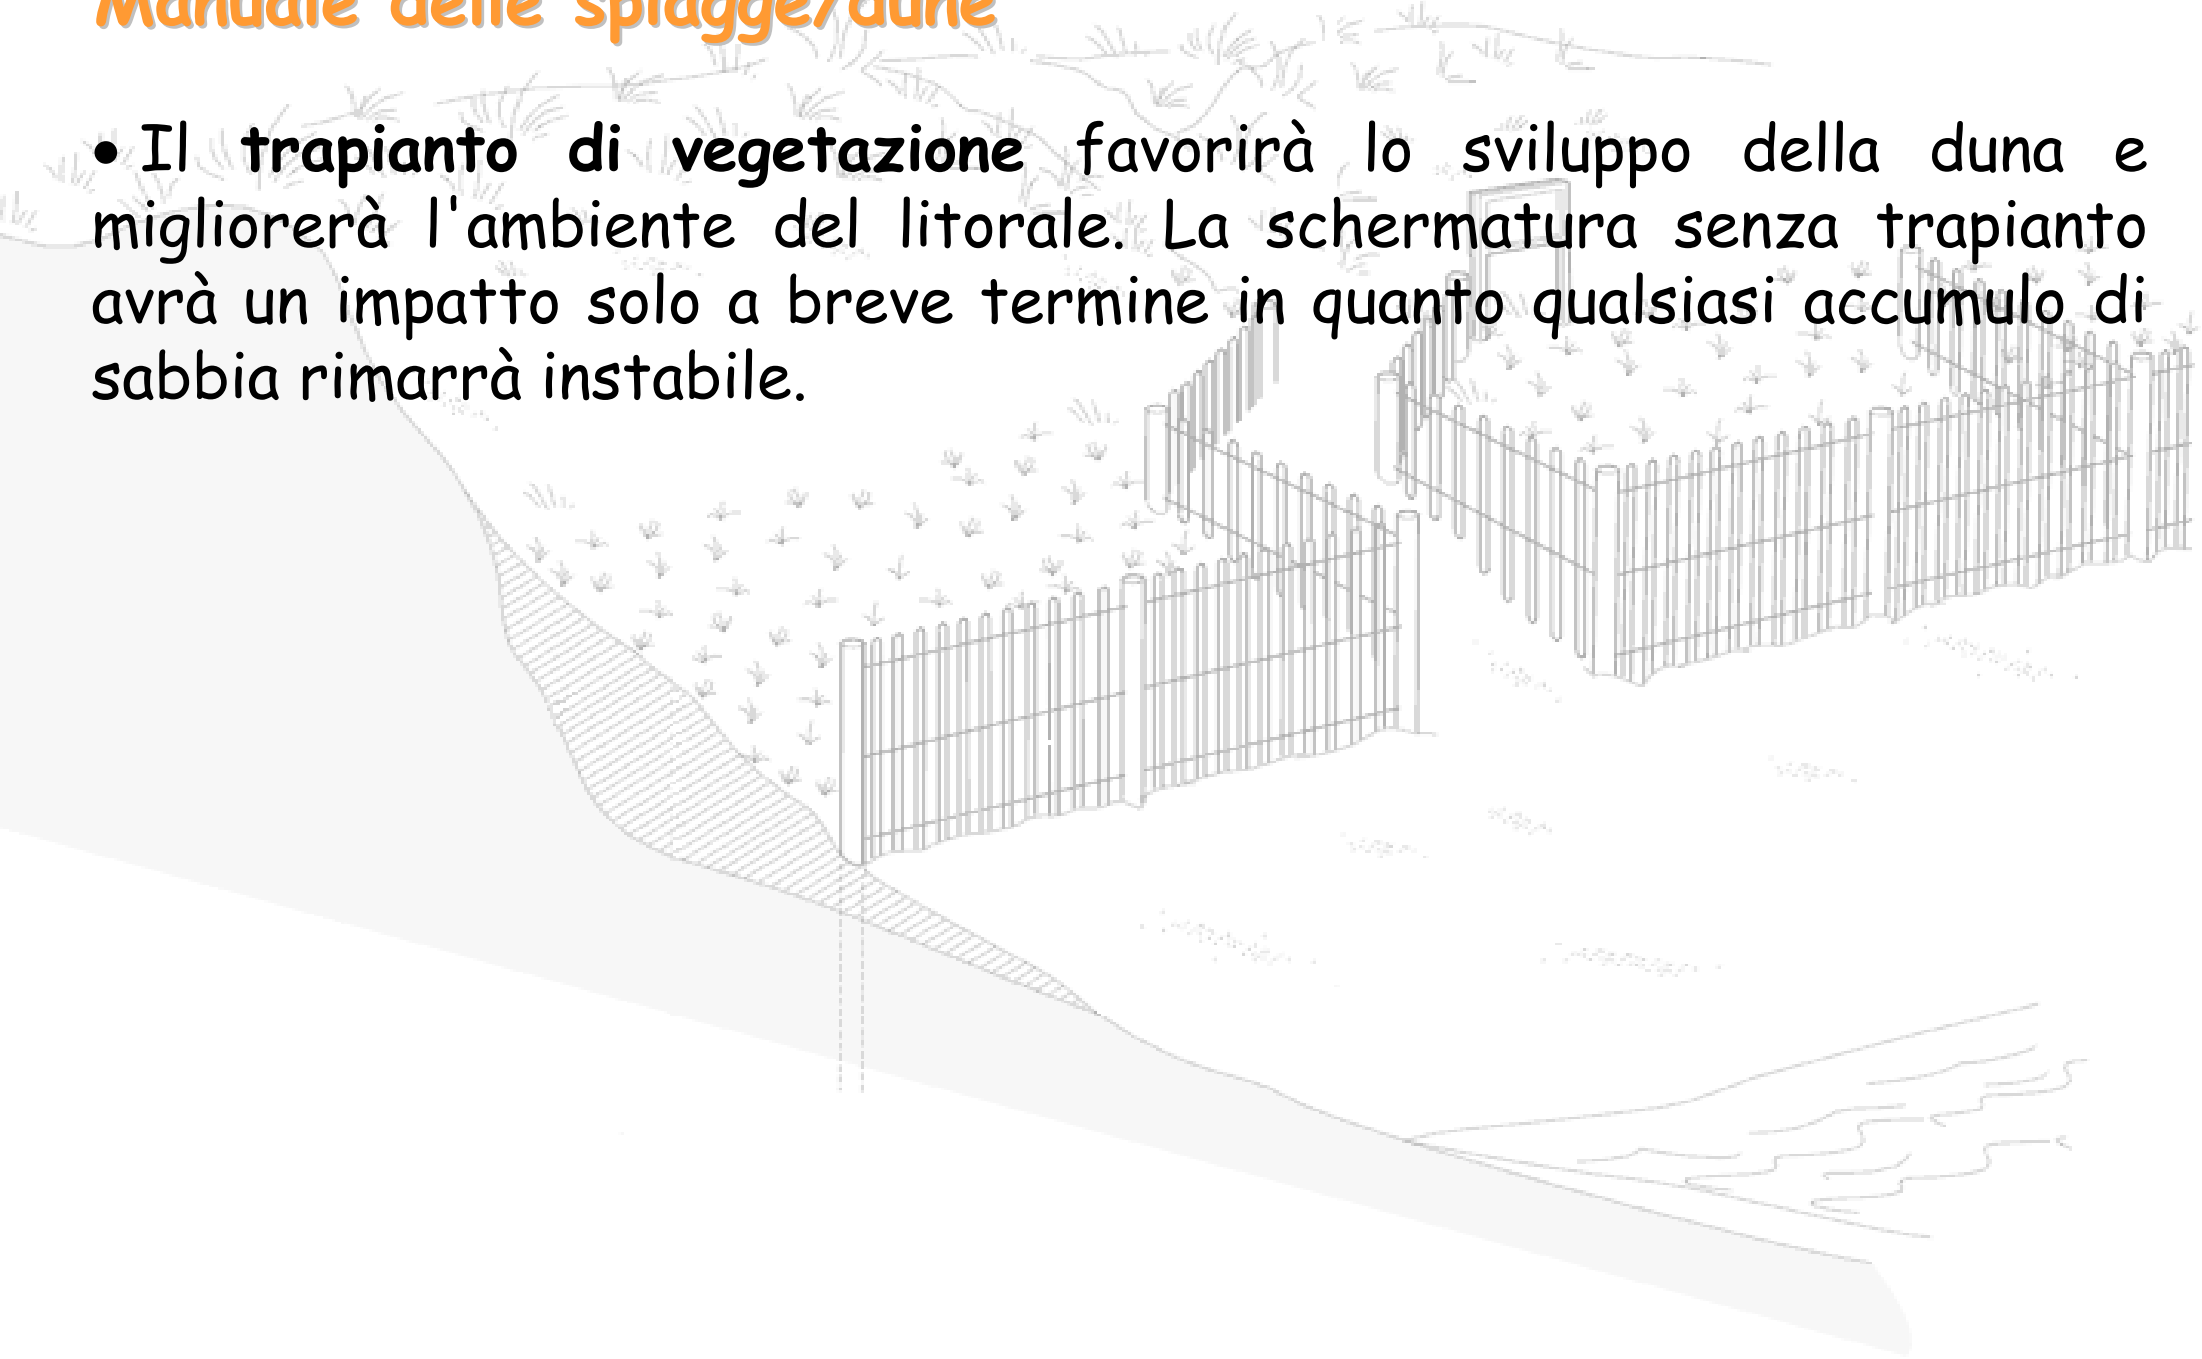 Manuale delle spiagge/dune
• Il trapianto di vegetazione favorirà lo sviluppo della duna e
migliorerà l'ambiente del litorale. La schermatura senza trapianto
avrà un impatto solo a breve termine in quanto qualsiasi accumulo di
sabbia rimarrà instabile.